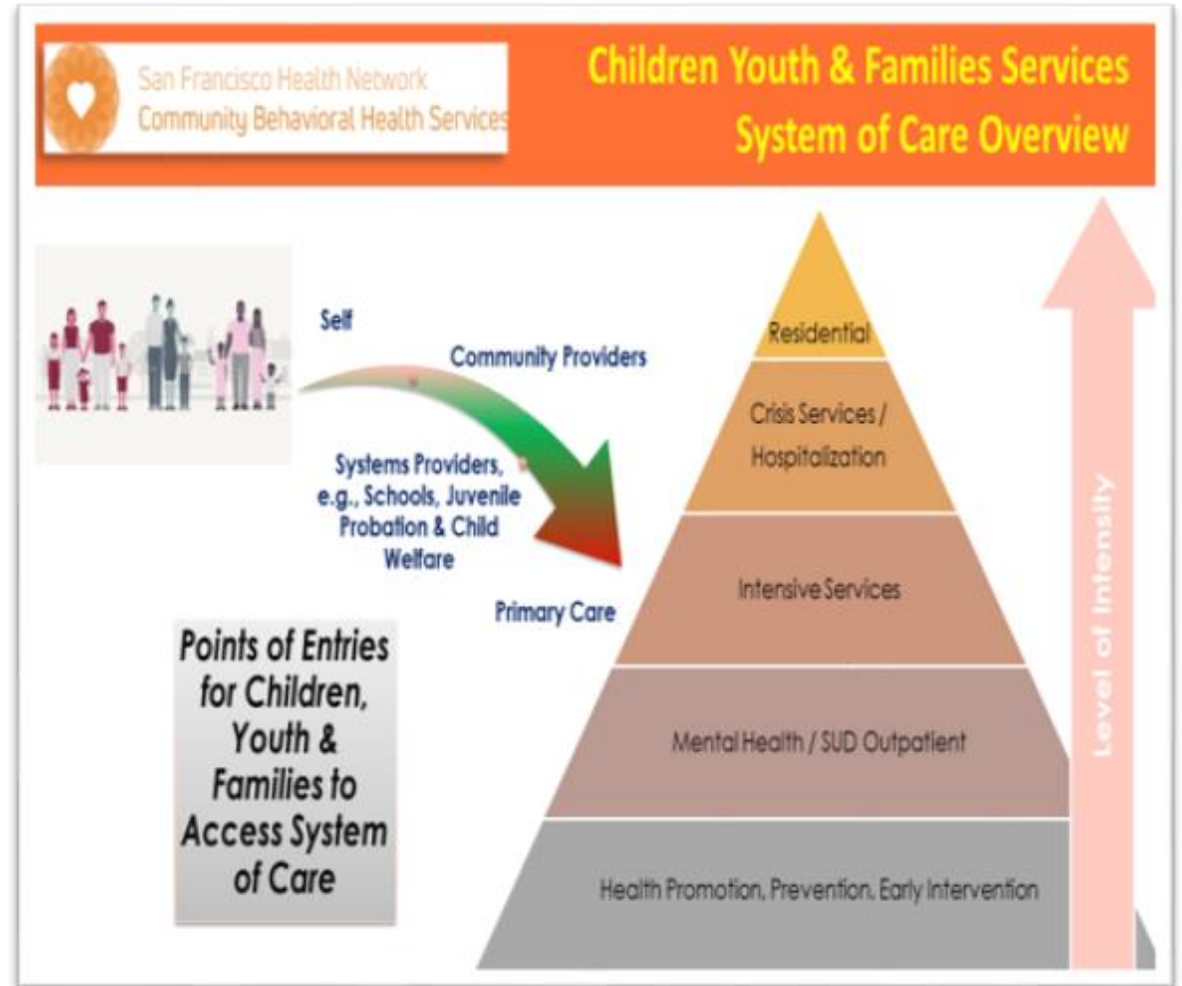 San Francisco Health Network
Community Behavioral Health Services
Children Youth & Families Services
System of Care Overview
Self
Community Providers
Systems Providers,
e.g., Schools, Juvenile
Probation & Child
Welfare
Primary Care
Points of Entries
for Children,
Youth &
Families to
Access System
of Care
Residential
Crisis Services /
Hospitalization
Intensive Services
Mental Health / SUD Outpatient
Health Promotion, Prevention, Early Intervention
Level of Intensity